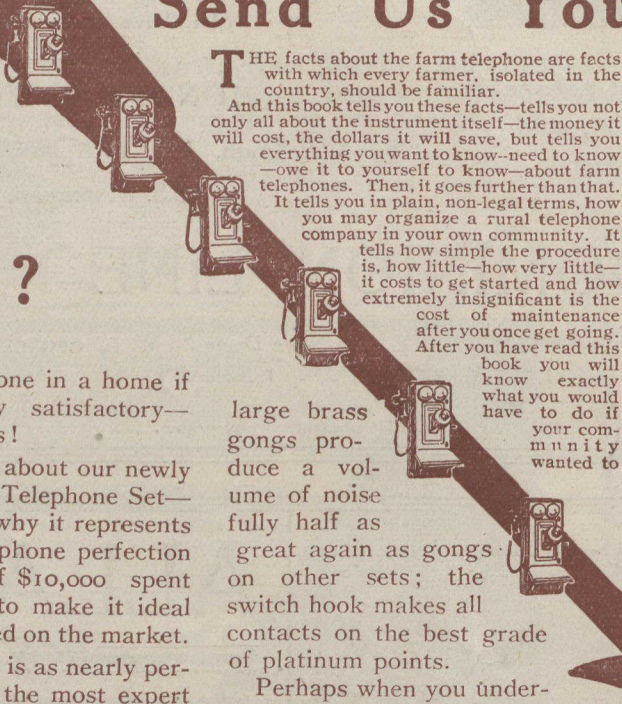 Send Us You
THE facts about the farm telephone are facts
with which every farmer, isolated in the
country, should be familiar.
And this book tells you these facts—tells you not
only all about the instrument itself—the money it
will cost, the dollars it will save, but tells you
everything you want to know--need to know
—owe it to yourself to know—about farm
telephones. Then, it goes further than that.
It tells you in plain, non-legal terms, how
you may organize a rural telephone
company in your own community. It
tells how simple the procedure
is, how little—how very little—
it costs to get started and how
extremely insignificant is the
cost of maintenance
after you once get going.
After you have read this
book you will
know exactly
what you would
have to do if
your com-
munity
wanted to
?
one in a home if
y satisfactory—
s!
about our newly
Telephone Set—
why it represents
phone perfection
f $10,000 spent
to make it ideal
ed on the market.
is as nearly per-
the most expert
large brass
gongs pro-
duce a vol-
ume of noise
fully half as
great again as gongs
on other sets; the
switch hook makes all
contacts on the best grade
of platinum points.
Perhaps when you under-